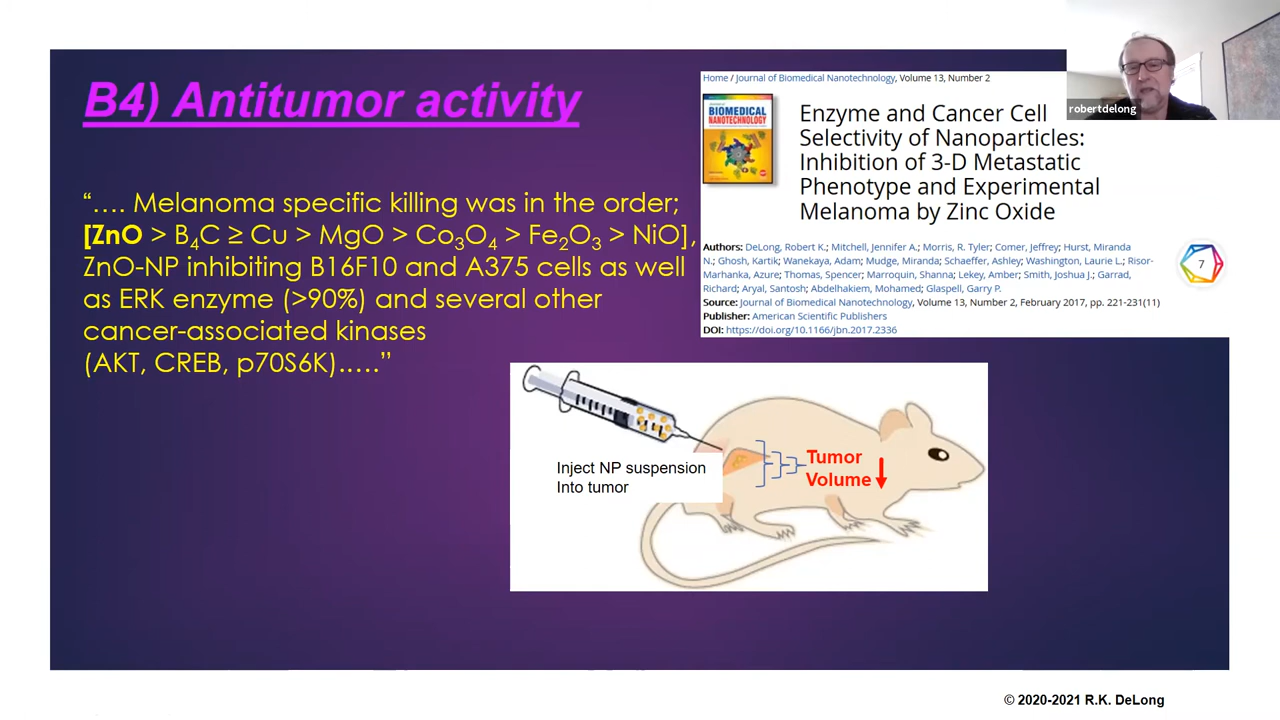 B4) Antitumor activity
“…. Melanoma specific killing was in the order;
[ZnO > B4C ≥ Cu > MgO > Co3O4 > Fe2O3 > NiO],
ZnO-NP inhibiting B16F10 and A375 cells as well
as ERK enzyme (>90%) and several other
cancer-associated kinases
(AKT, CREB, p70S6K)…..”
Home / Journal of Biomedical Nanotechnology, Volume 13, Number 2
BIOMEDICAL
NANOTECHNOLOGY
Enzyme and Cancer Cell
Selectivity of Nanoparticles:
Inhibition of 3-D Metastatic
Phenotype and Experimental
Melanoma by Zinc Oxide
Authors: DeLong, Robert K.; Mitchell, Jennifer A.; Morris, R. Tyler; Comer, Jeffrey; Hurst, Miranda
N.; Ghosh, Kartik; Wanekaya, Adam; Mudge, Miranda; Schaeffer, Ashley; Washington, Laurie L.; Risor-
Marhanka, Azure; Thomas, Spencer; Marroquin, Shanna; Lekey, Amber; Smith, Joshua J.; Garrad,
Richard; Aryal, Santosh; Abdelhakiem, Mohamed; Glaspell, Garry P.
Source: Journal of Biomedical Nanotechnology, Volume 13, Number 2, February 2017, pp. 221-231(11)
Publisher: American Scientific Publishers
DOI: https://doi.org/10.1166/jbn.2017.2336
7
robertdelong
Inject NP suspension
Into tumor
Tumor
Volume
© 2020-2021 R.K. DeLong